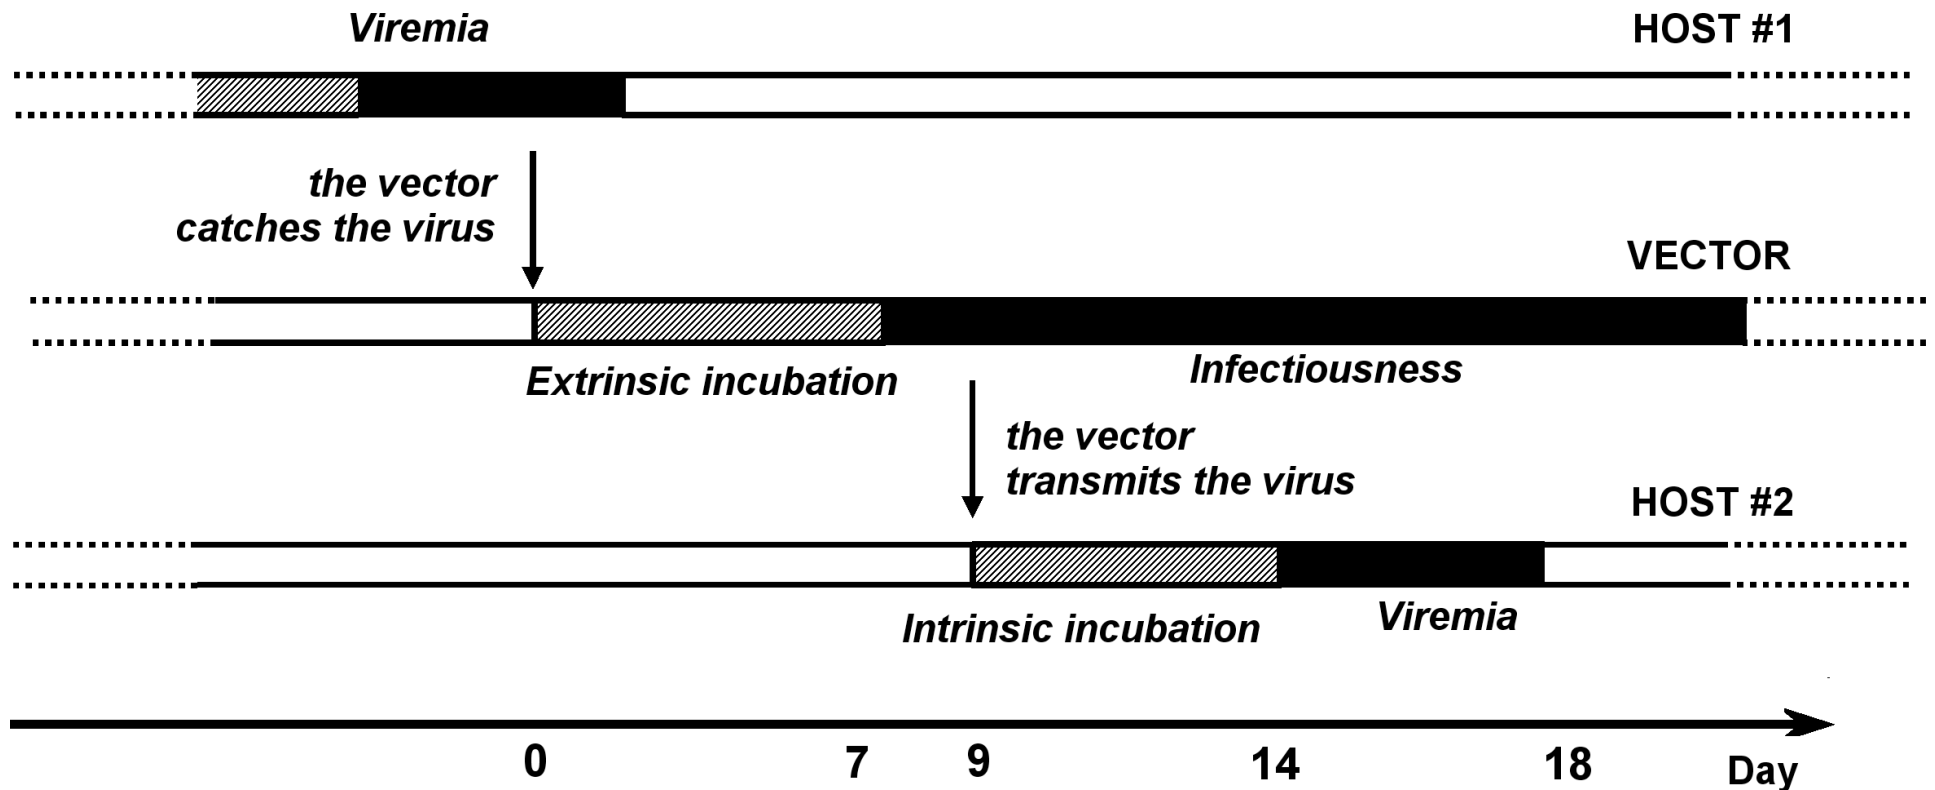 Viremia
HOST #1
the vector
catches the virus
VECTOR
Extrinsic incubation
Infectiousness
the vector
transmits the virus
HOST #2
Intrinsic incubation
Viremia
0 7 9 14 18 Day